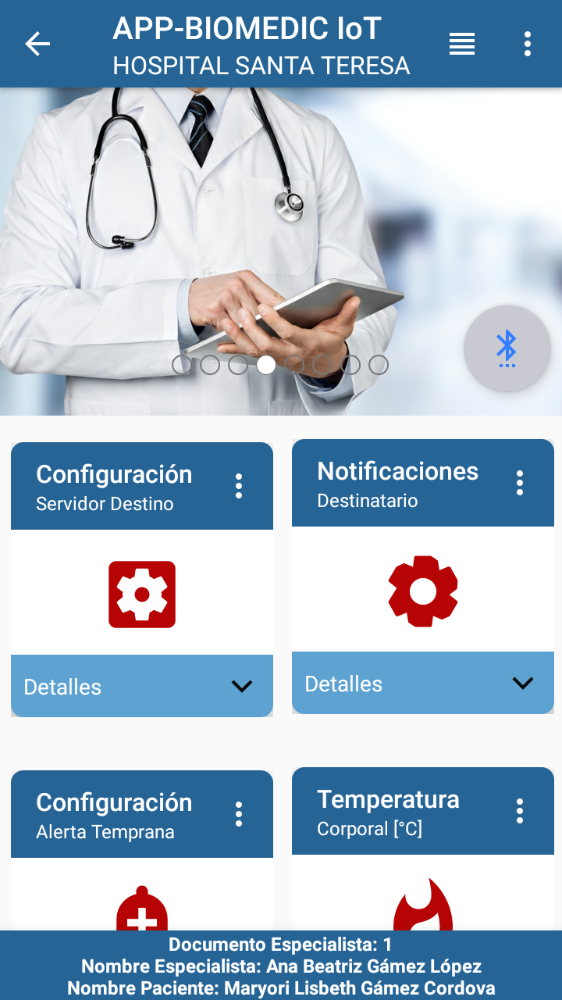 APP-BIOMEDIC IoT
HOSPITAL SANTA TERESA
Configuración
Servidor Destino
Detalles
Notificaciones
Destinatario
Detalles
Configuración
Alerta Temprana
Temperatura
Corporal [°C]
Documento Especialista: 1
Nombre Especialista: Ana Beatriz Gámez López
Nombre Paciente: Maryori Lisbeth Gámez Cordova